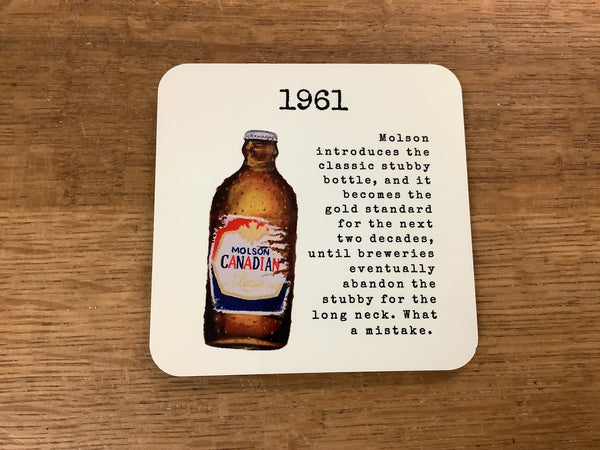 1961
Molson
introduces the
classic stubby
bottle, and it
becomes the
gold standard
for the next
two decades,
until breweries
eventually
abandon the
stubby for the
long neck. What
a mistake.
MOLSON
CANADIAN
Lager